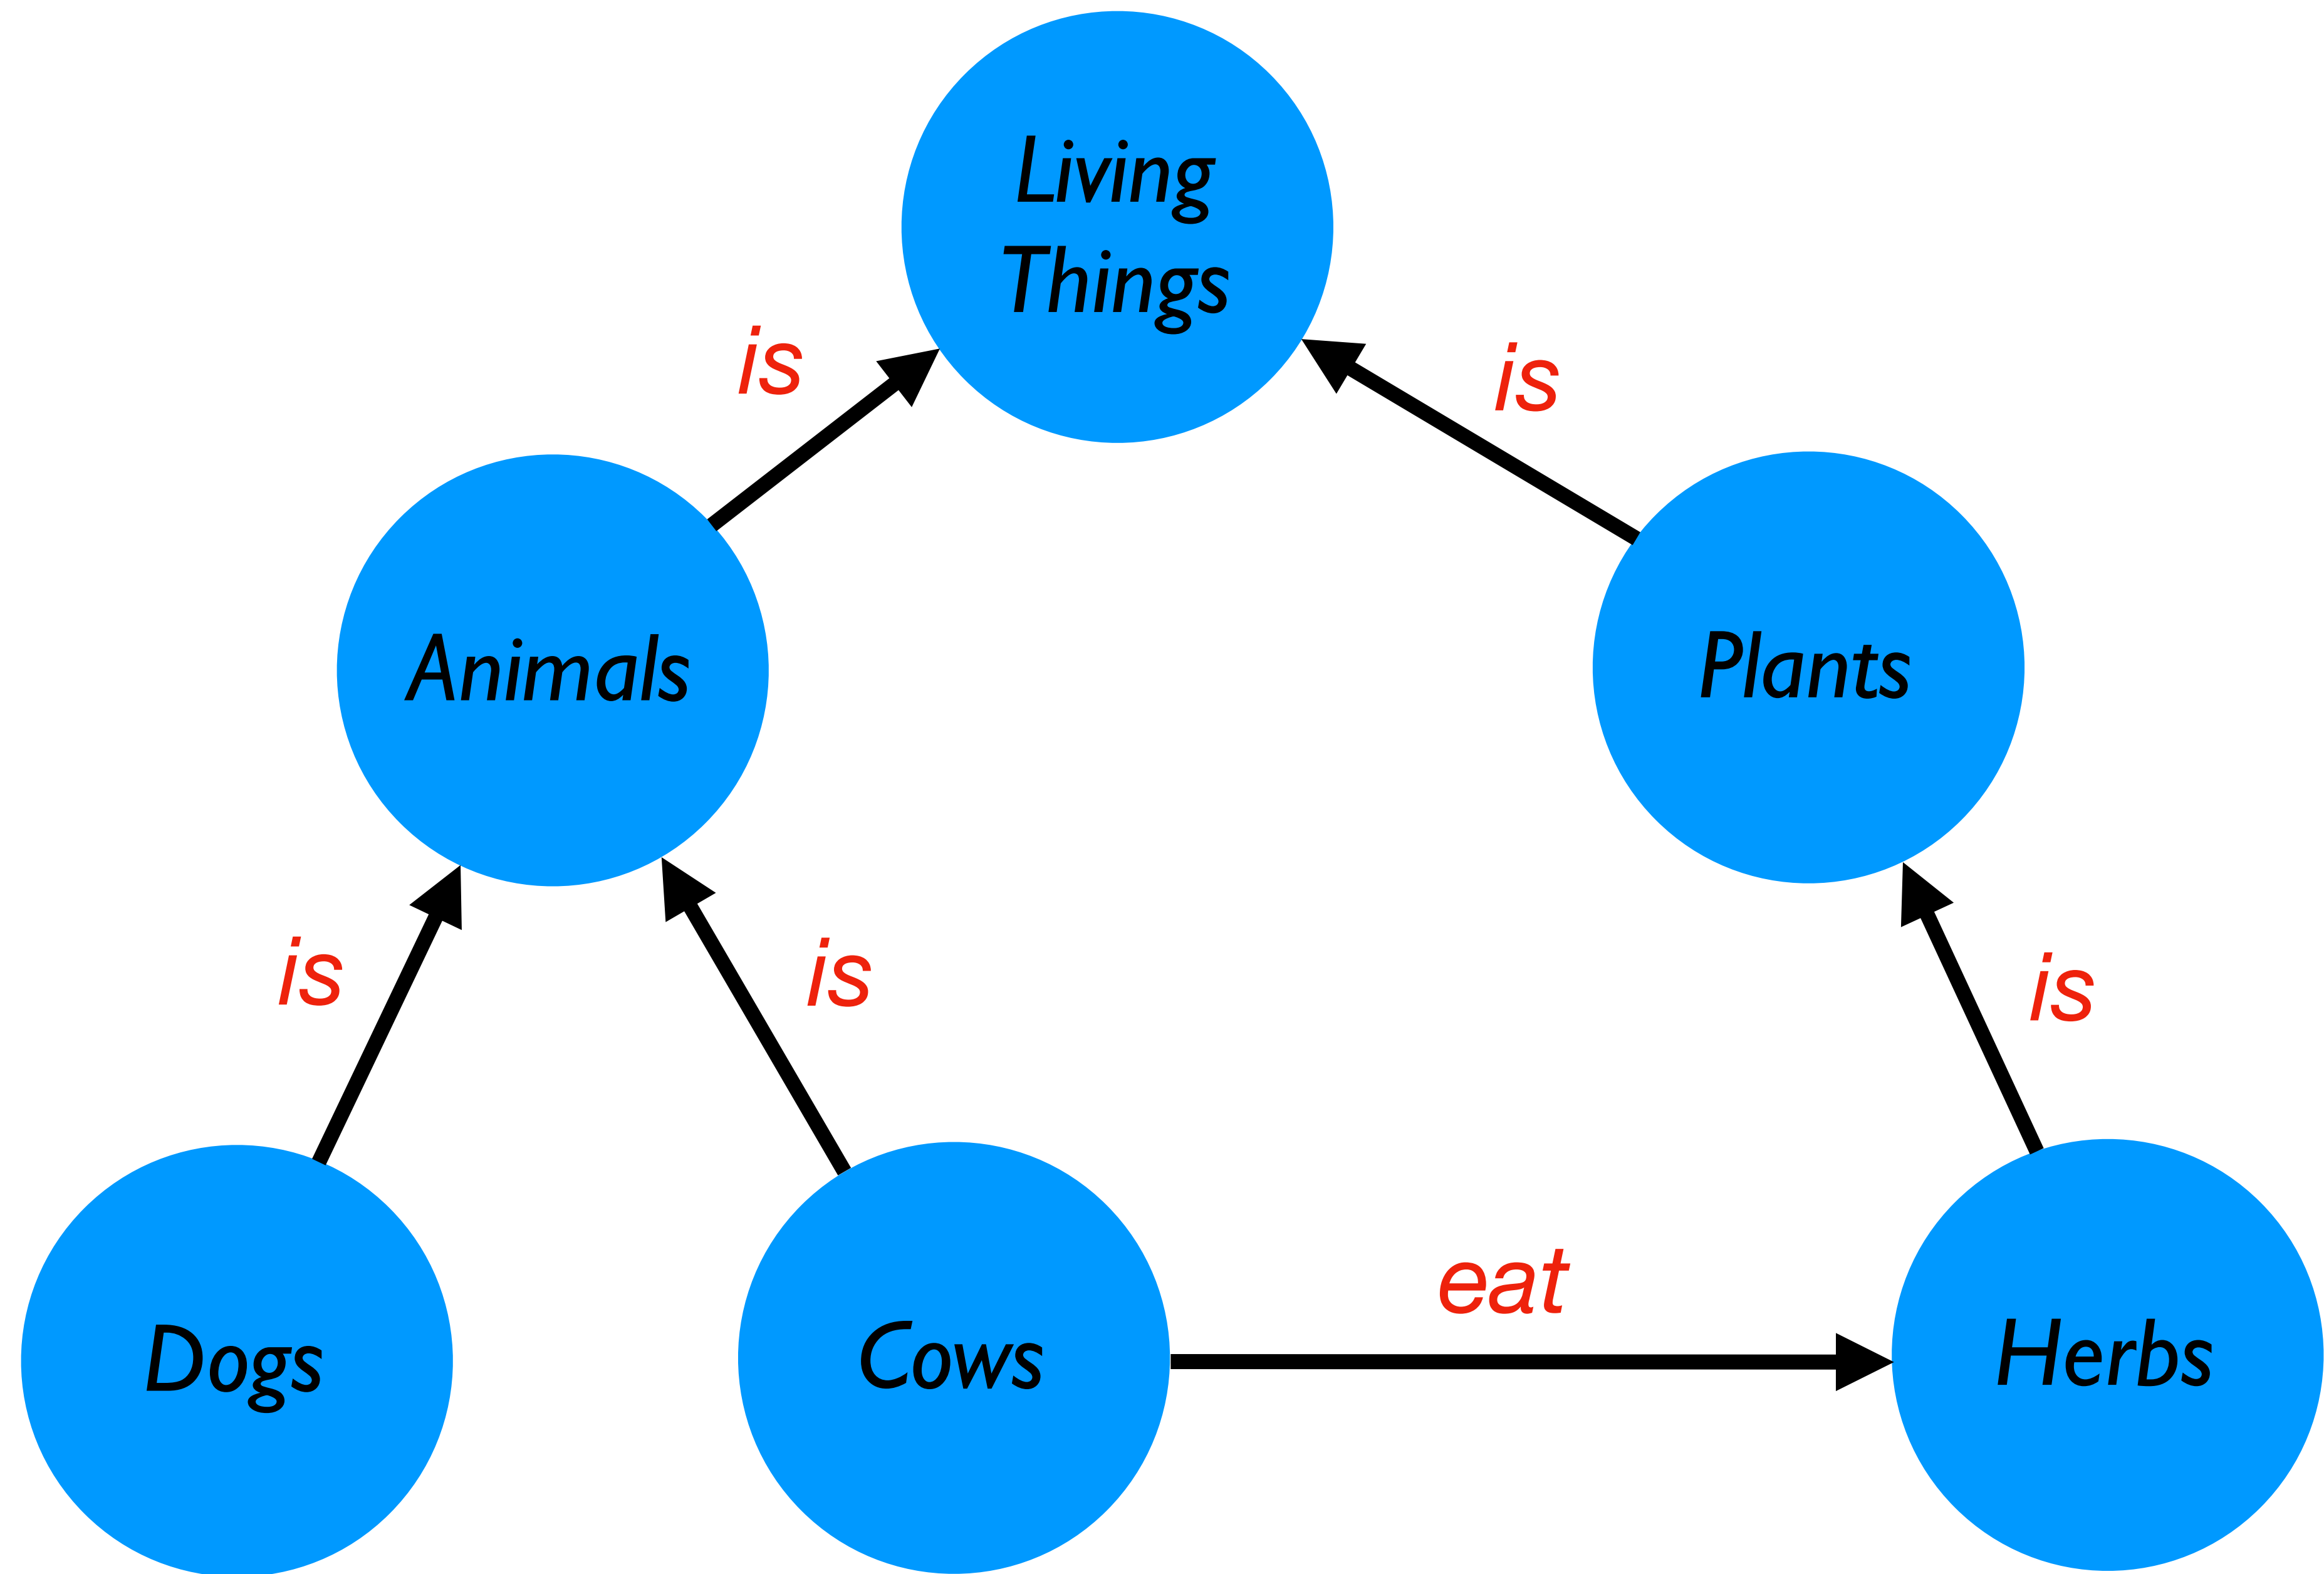 Living
Things
is
is
Animals
Plants
is
is
is
eat
Dogs
Cows
Herbs